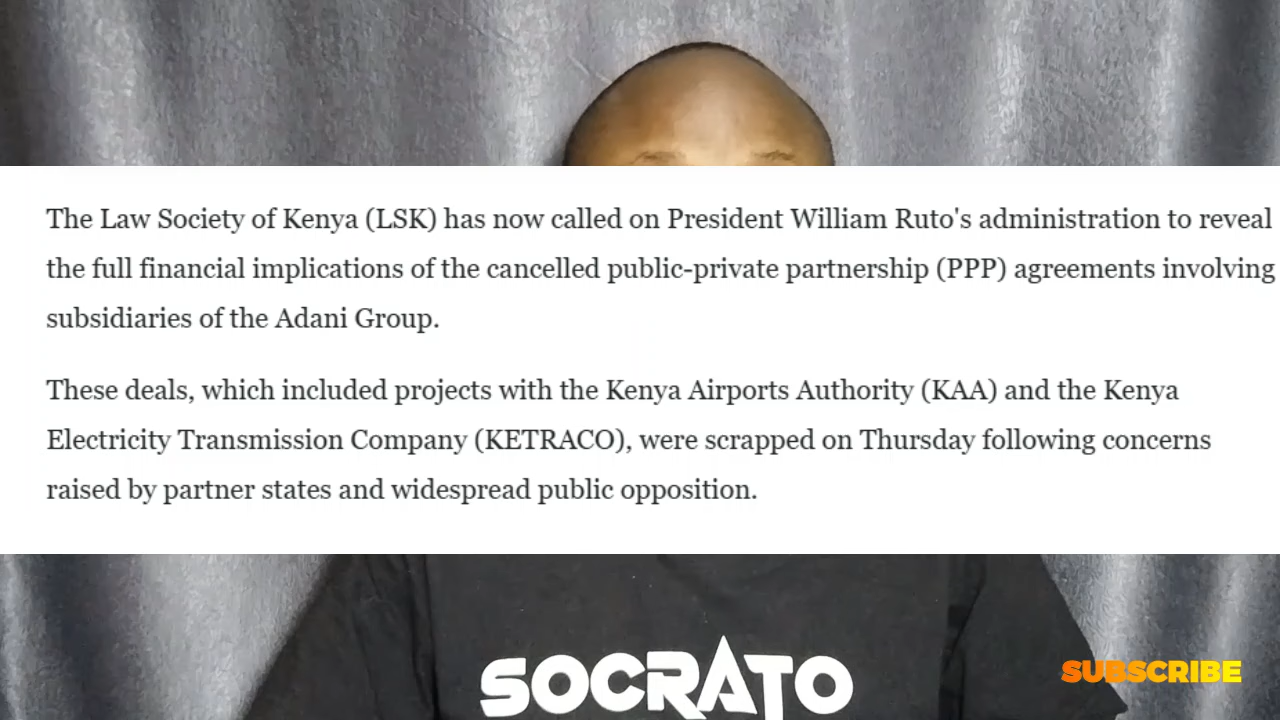 The Law Society of Kenya (LSK) has now called on President William Ruto's administration to reveal
the full financial implications of the cancelled public-private partnership (PPP) agreements involving
subsidiaries of the Adani Group.
These deals, which included projects with the Kenya Airports Authority (KAA) and the Kenya
Electricity Transmission Company (KETRACO), were scrapped on Thursday following concerns
raised by partner states and widespread public opposition.
SOCRATO
SUBSCRIBE